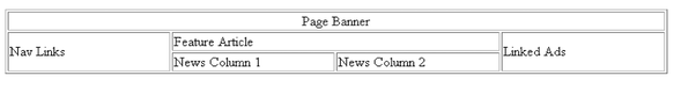 Page Banner
Nav Links
Feature Article
Linked Ads
News Column 1
News Column 2